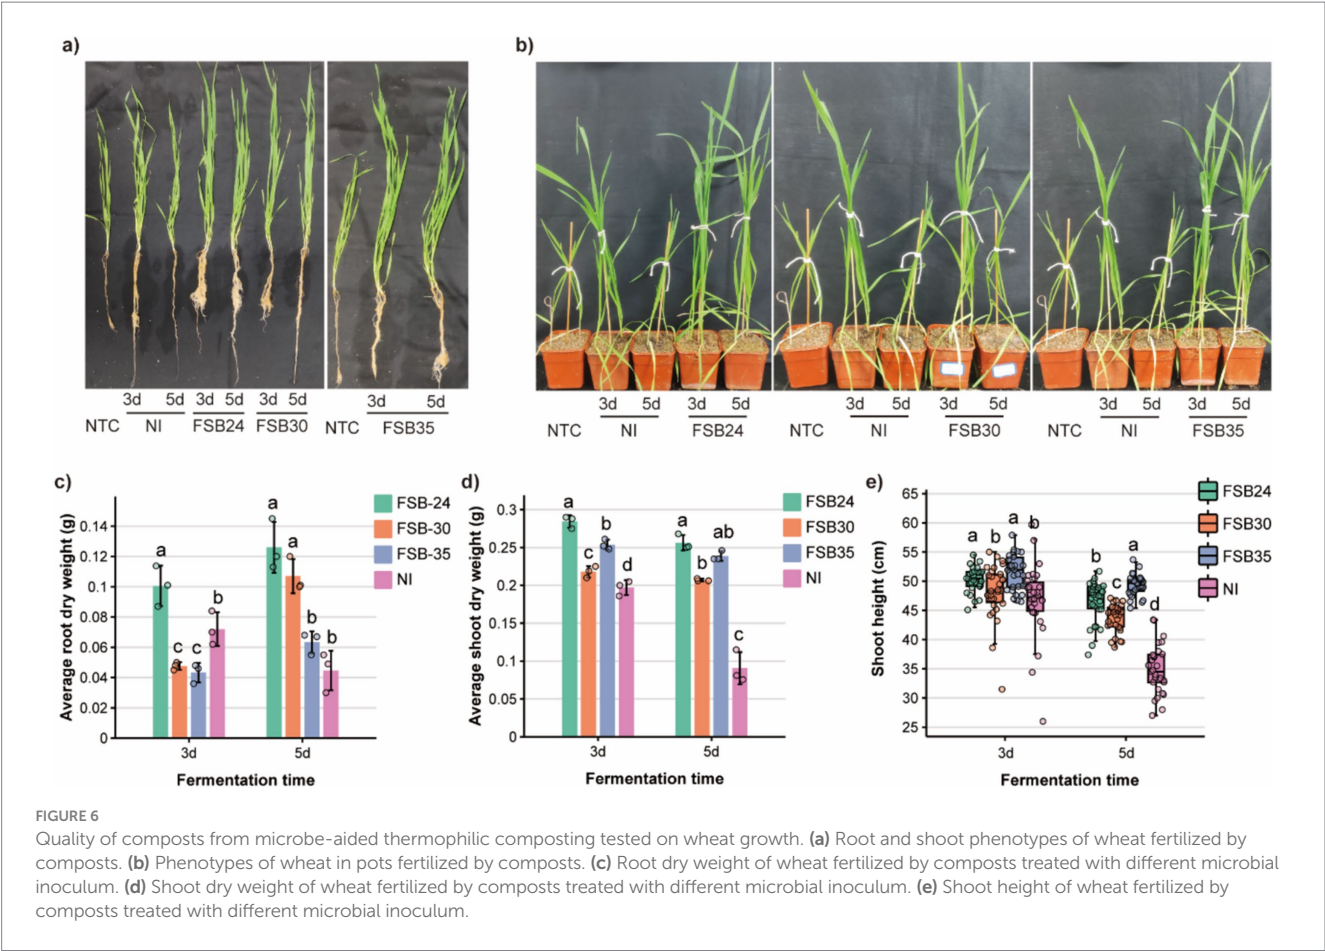 a)
b)
3d 5d 3d 5d 3d 5d 3d 5d
NTC NI FSB24 FSB30 NTC FSB35
3d 5d 3d 5d 3d 5d 3d 5d 3d 5d 3d 5d
NTC NI FSB24 NTC NI FSB30 NTC NI FSB35
c)
Average root dry weight (g)
0.14
0.12
0.1
0.08
0.06
0.04
0.02
0
a c c b a a b b
3d 5d
Fermentation time
FSB-24
FSB-30
FSB-35
NI
d)
Average shoot dry weight (g)
0.3
0.25
0.2
0.15
0.1
0.05
0
a c b d a b ab c
3d 5d
Fermentation time
FSB24
FSB30
FSB35
NI
e)
Shoot height (cm)
65
60
55
50
45
40
35
30
25
a b a b b c a d
3d 5d
Fermentation time
FSB24
FSB30
FSB35
NI
FIGURE 6
Quality of composts from microbe-aided thermophilic composting tested on wheat growth. (a) Root and shoot phenotypes of wheat fertilized by
composts. (b) Phenotypes of wheat in pots fertilized by composts. (c) Root dry weight of wheat fertilized by composts treated with different microbial
inoculum. (d) Shoot dry weight of wheat fertilized by composts treated with different microbial inoculum. (e) Shoot height of wheat fertilized by
composts treated with different microbial inoculum.